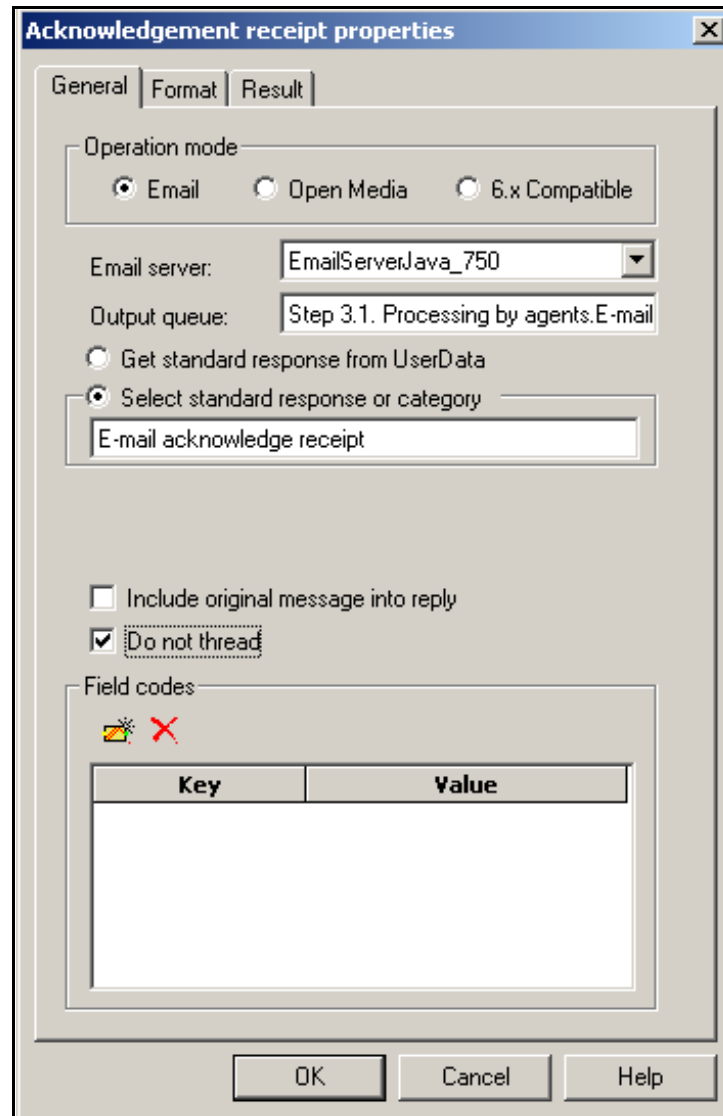 Acknowledgement receipt properties
General Format Result
Operation mode
Email Open Media 6.x Compatible
Email server: EmailServerJava_750
Output queue: Step 3.1. Processing by agents.E-mail
Get standard response from UserData
Select standard response or category
E-mail acknowledge receipt
Include original message into reply
Do not thread
Field codes
Key Value
OK Cancel Help